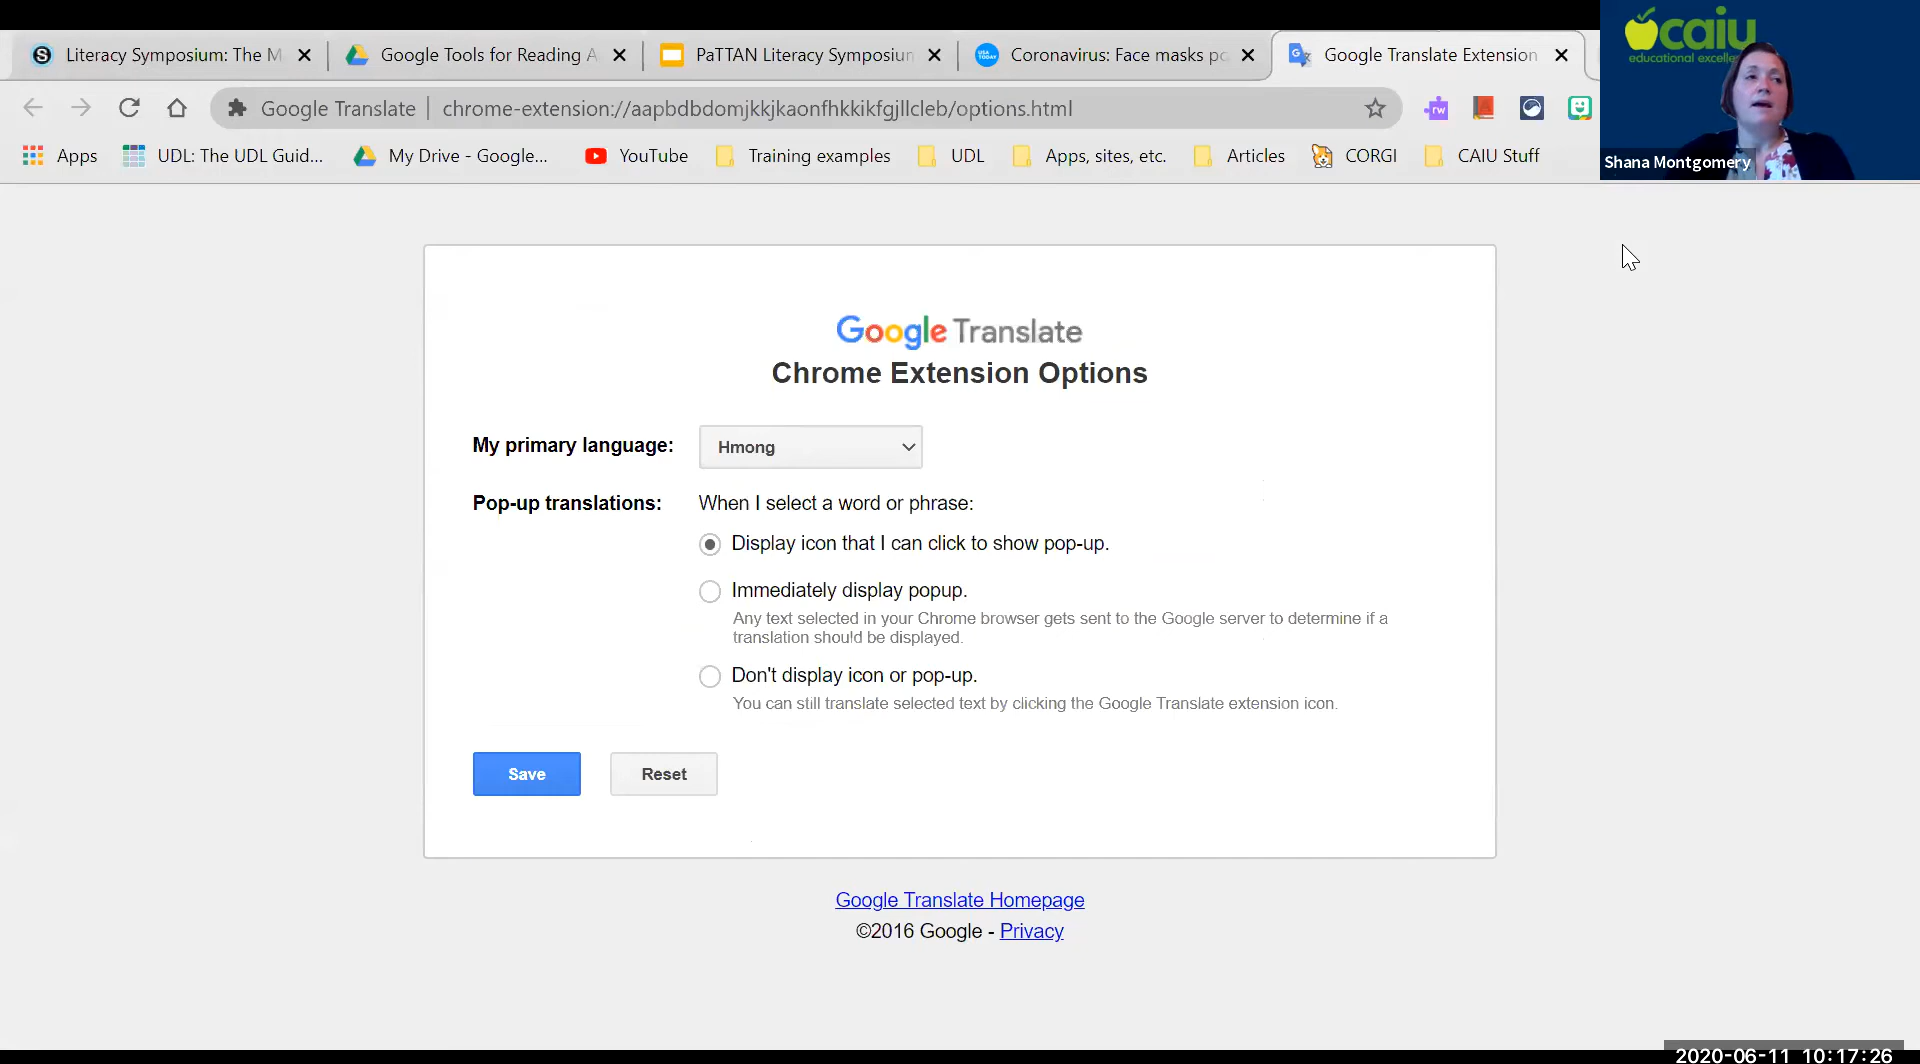 Literacy Symposium: The M
Google Tools for Reading A
PaTTAN Literacy Symposium
Coronavirus: Face masks po
Google Translate Extension
caiu
educational excelle
Google Translate | chrome-extension://aapbdbdomjkkjkaonfhkkikfgjllcleb/options.html
rw
Apps
UDL: The UDL Guid...
My Drive - Google...
YouTube
Training examples
UDL
Apps, sites, etc.
Articles
CORGI
CAIU Stuff
Shana Montgomery
Google Translate
Chrome Extension Options
My primary language: Hmong
Pop-up translations: When I select a word or phrase:
Display icon that I can click to show pop-up.
Immediately display popup.
Any text selected in your Chrome browser gets sent to the Google server to determine if a
translation should be displayed.
Don't display icon or pop-up.
You can still translate selected text by clicking the Google Translate extension icon.
Save Reset
Google Translate Homepage
©2016 Google - Privacy
2020-06-11 10:17:26